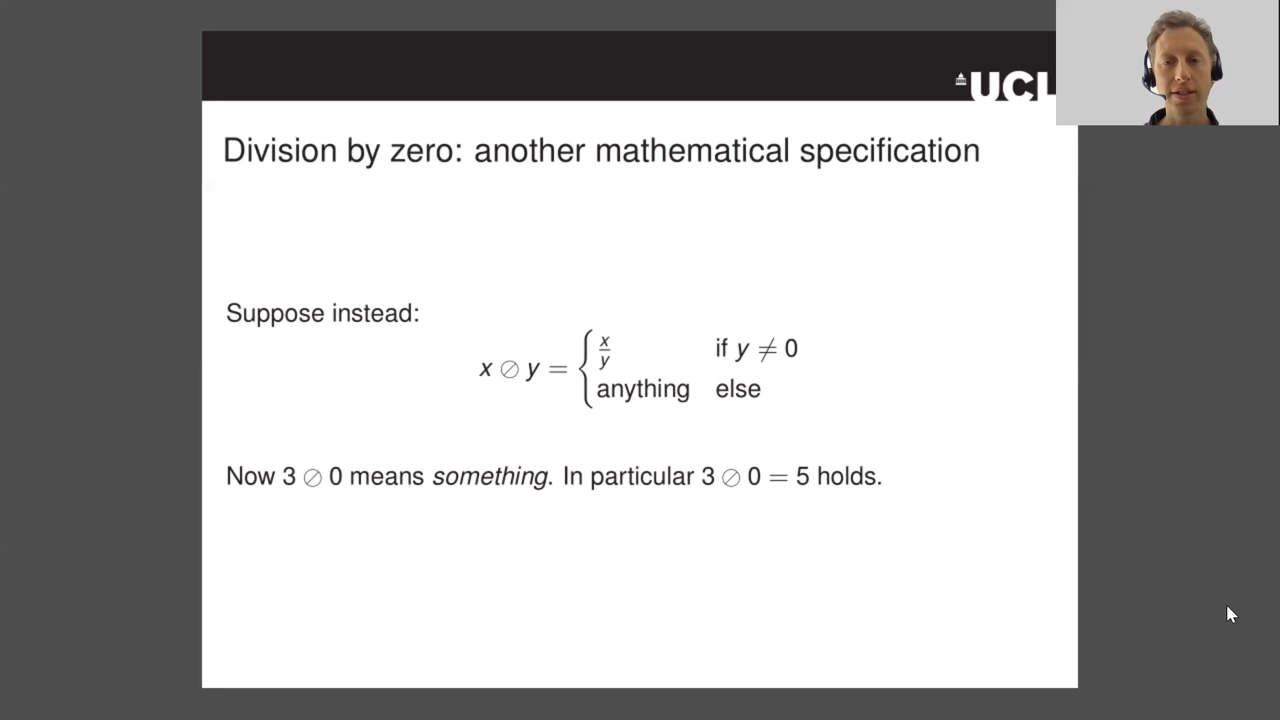 UCL
Division by zero: another mathematical specification
Suppose instead:
x ⊘ y = { x/y if y ≠ 0
anything else
Now 3 ⊘ 0 means something. In particular 3 ⊘ 0 = 5 holds.